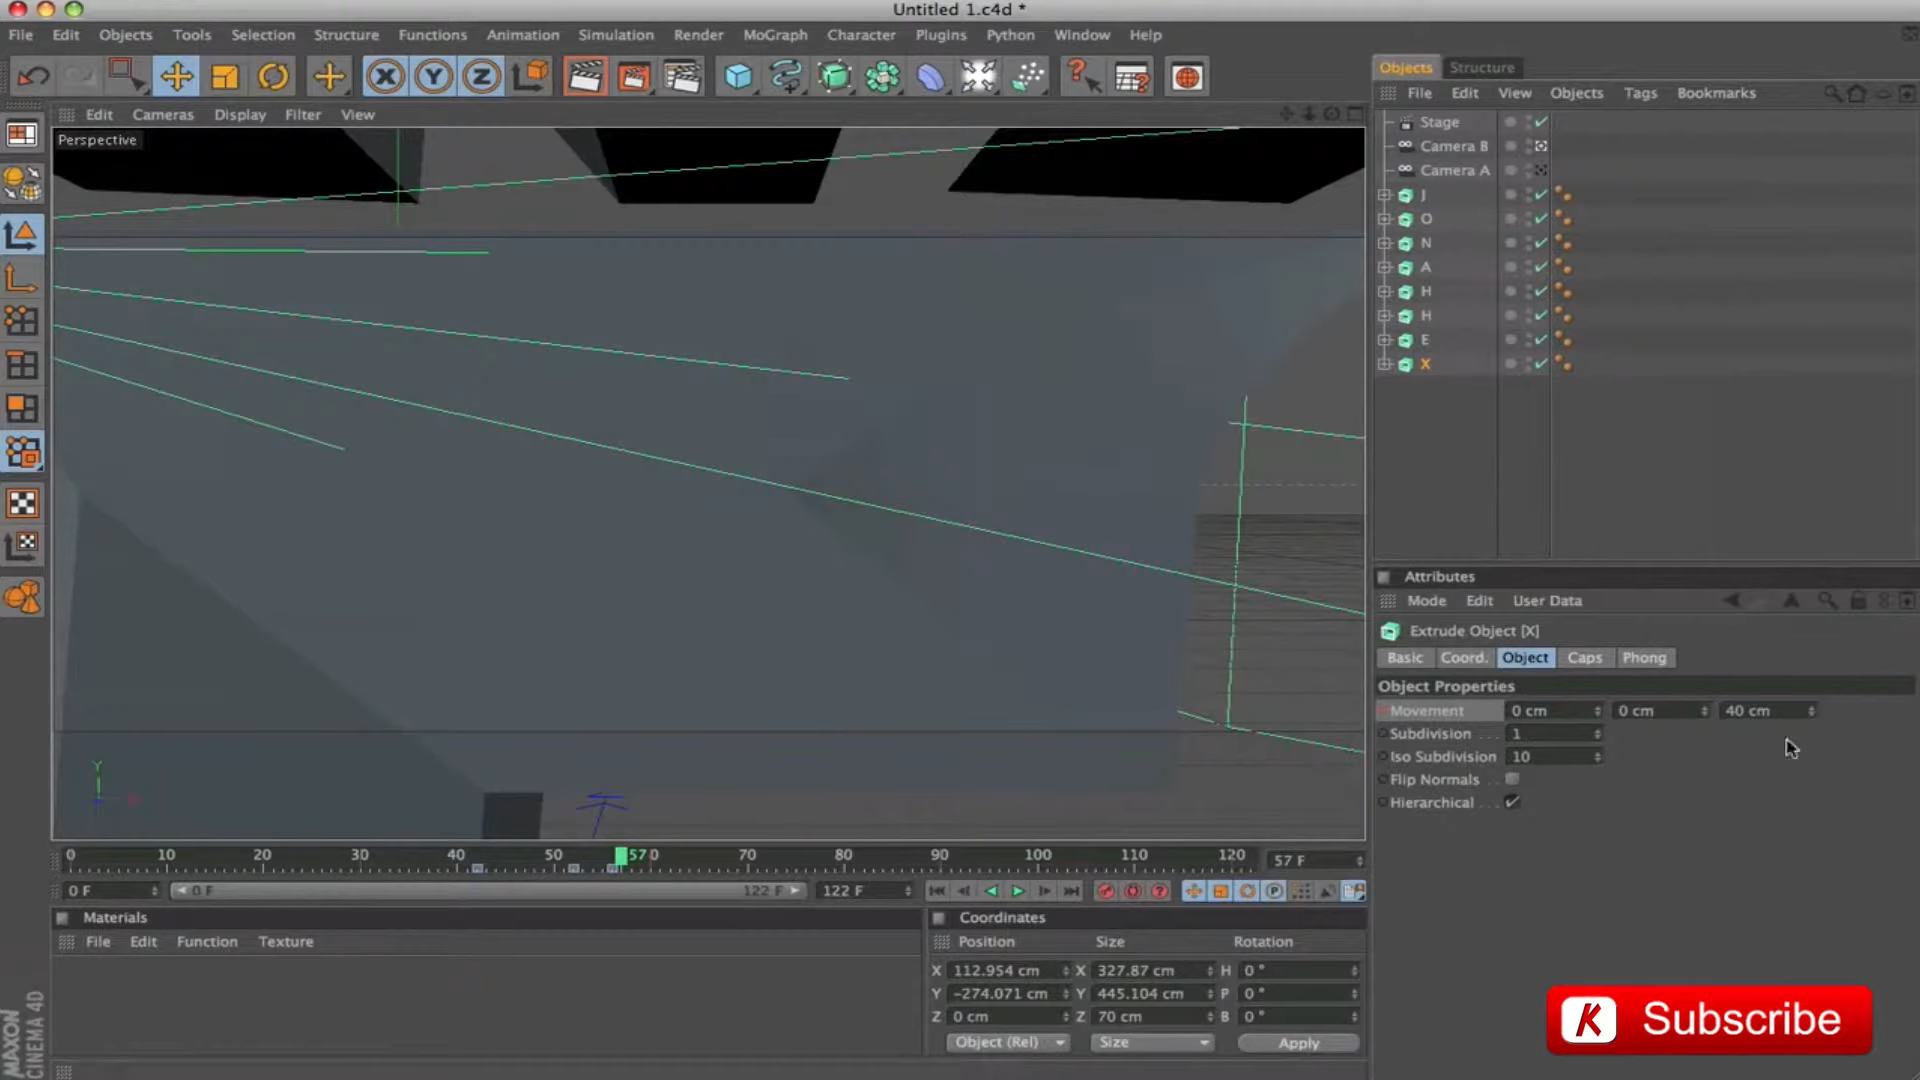 Untitled 1.c4d *
File Edit Objects Tools Selection Structure Functions Animation Simulation Render MoGraph Character Plugins Python Window Help
X Y Z
Objects Structure
File Edit View Objects Tags Bookmarks
Edit Cameras Display Filter View
Perspective
Stage
Camera B
Camera A
J
O
N
A
H
H
E
X
Attributes
Mode Edit User Data
Extrude Object [X]
Basic Coord. Object Caps Phong
Object Properties
Movement 0 cm 0 cm 40 cm
Subdivision . . . 1
Iso Subdivision 10
Flip Normals
Hierarchical . . .
Y
0 10 20 30 40 50 57 0 70 80 90 100 110 120 57 F
0 F 0 F 122 F 122 F
P
Materials
File Edit Function Texture
Coordinates
Position Size Rotation
X 112.954 cm X 327.87 cm H 0 °
Y -274.071 cm Y 445.104 cm P 0 °
Z 0 cm Z 70 cm B 0 °
Object (Rel) Size Apply
MAXON
CINEMA 4D
K Subscribe